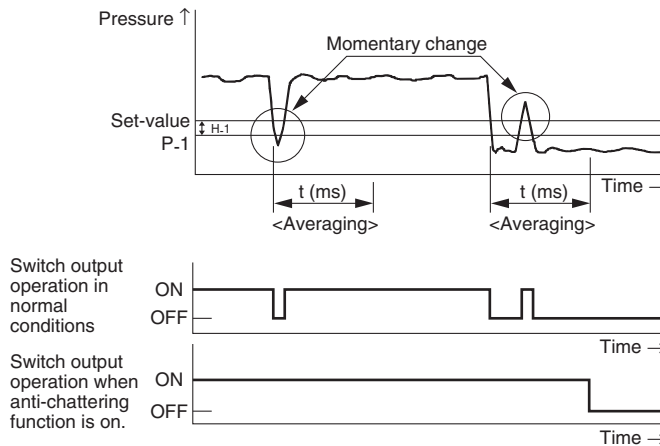 Pressure ↑
Momentary change
Set-value
H-1
P-1
t (ms)
t (ms)
Time →
<Averaging>
<Averaging>
Switch output
operation in
normal
conditions
ON
OFF
Time →
Switch output
operation when
anti-chattering
function is on.
ON
OFF
Time →